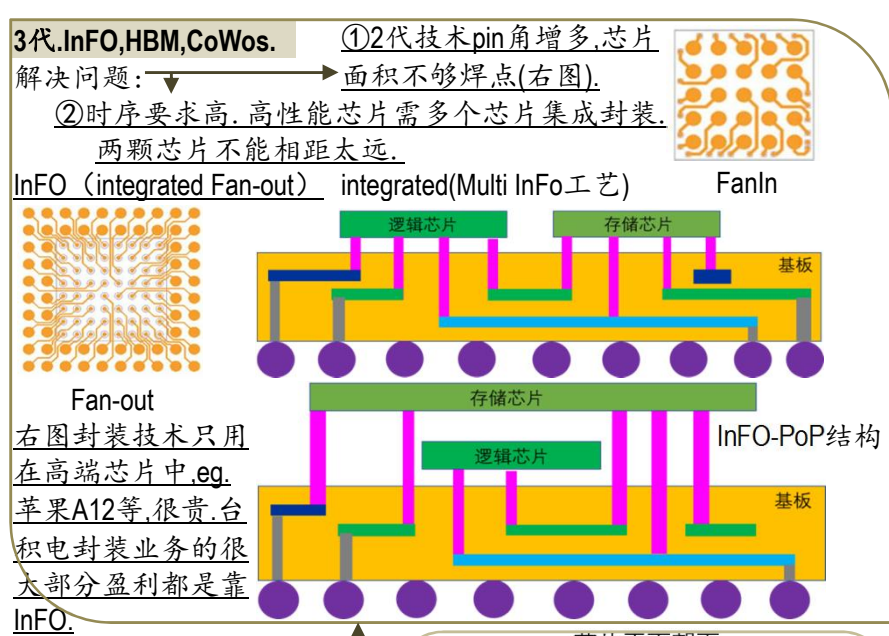 3代.InFO,HBM,CoWos.
①2代技术pin角增多,芯片
解决问题:
面积不够焊点(右图).
②时序要求高.高性能芯片需多个芯片集成封装.
两颗芯片不能相距太远.
InFO（integrated Fan-out）
integrated(Multi InFo工艺)
FanIn
逻辑芯片
存储芯片
基板
Fan-out
存储芯片
InFO-PoP结构
逻辑芯片
基板
右图封装技术只用
在高端芯片中,eg.
苹果A12等,很贵.台
积电封装业务的很
大部分盈利都是靠
InFO.